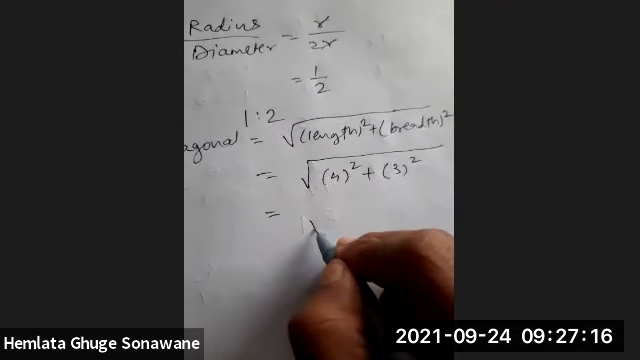 Radius / Diameter = r / 2r
= 1 / 2
1 : 2
agonal = √(length)² + (breadth)²
= √(4)² + (3)²
=
Hemlata Ghuge Sonawane
2021-09-24 09:27:16